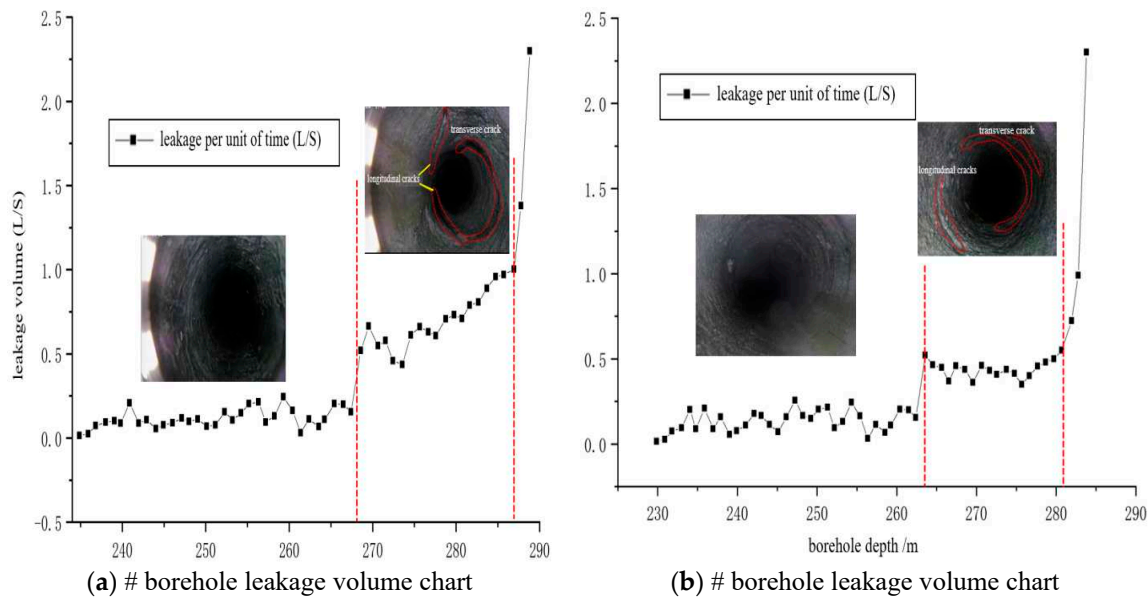 2.5
2.0
1.5
1.0
0.5
0.0
-0.5
leakage volume (L/S)
leakage per unit of time (L/S)
transverse crack
longitudinal cracks
240
250
260
270
280
290
(a) # borehole leakage volume chart
2.5
2.0
1.5
1.0
0.5
0.0
leakage per unit of time (L/S)
transverse crack
longitudinal cracks
230
240
250
260
270
280
290
borehole depth /m
(b) # borehole leakage volume chart